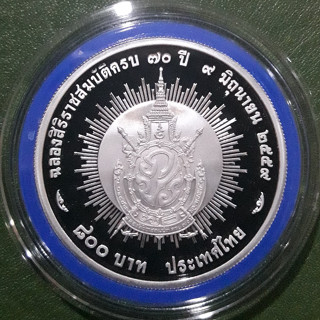 ฉลองสิริราชสมบัติครบ ๗๐ ปี ๙ มิถุนายน ๒๕๕๙
๘๐๐ บาท ประเทศไทย